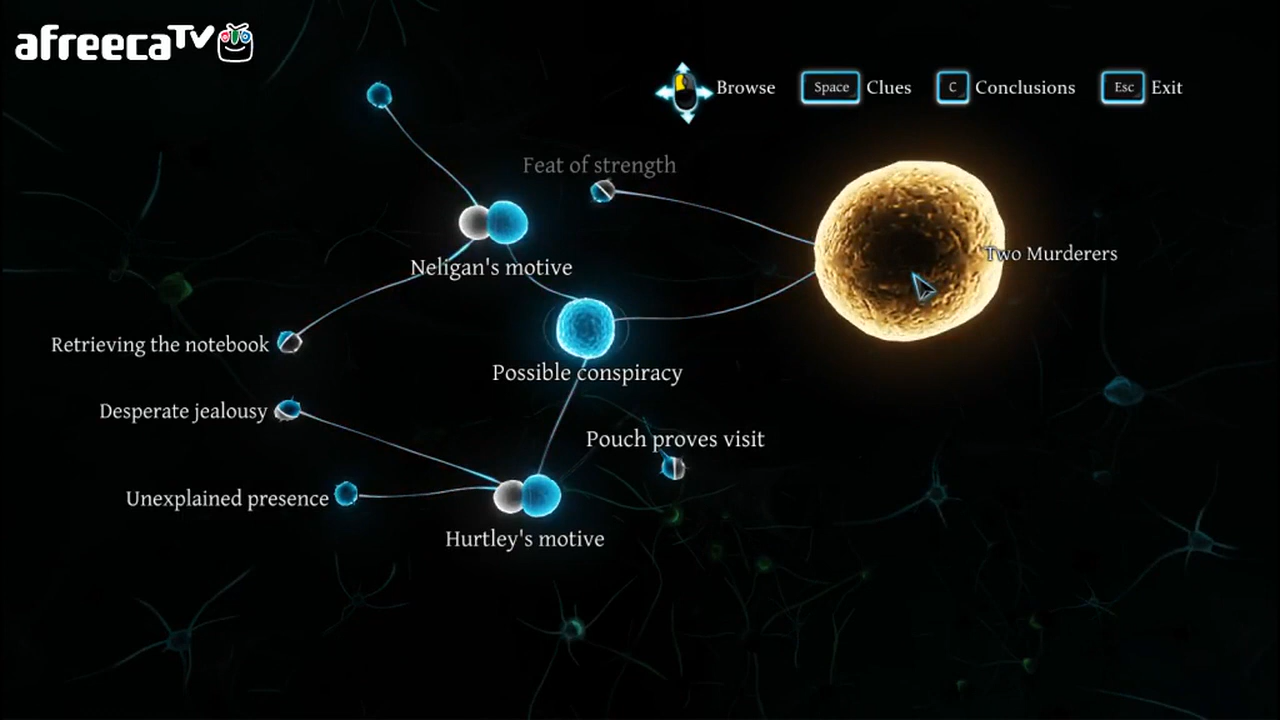 afreecaTV
Browse
Space
Clues
C
Conclusions
Esc
Exit
Feat of strength
Two Murderers
Neligan's motive
Retrieving the notebook
Possible conspiracy
Desperate jealousy
Pouch proves visit
Unexplained presence
Hurtley's motive